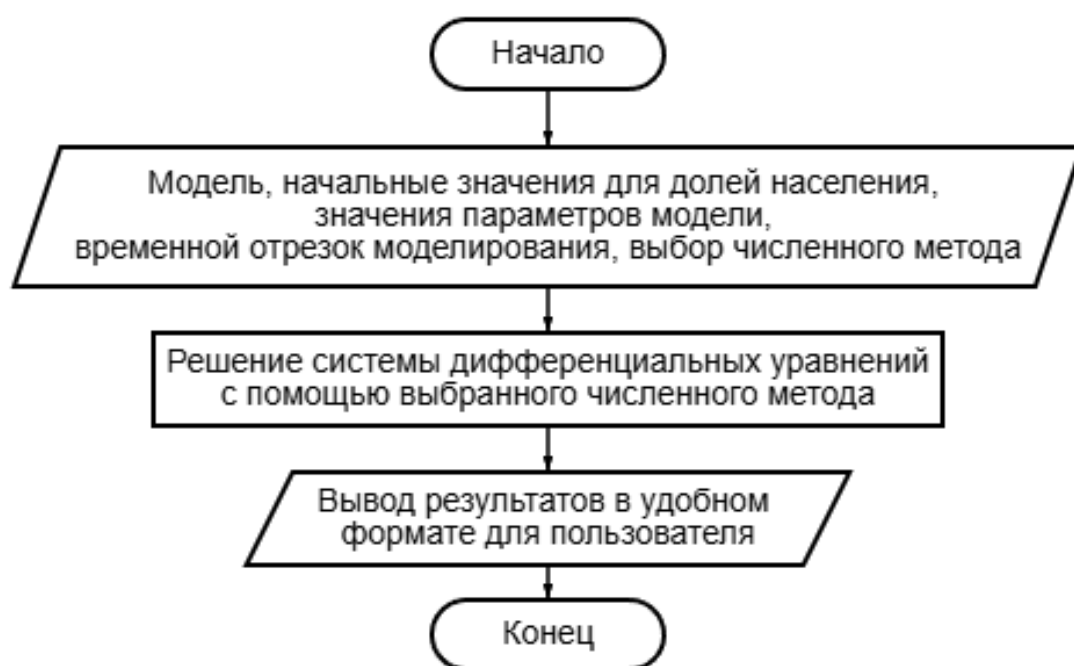 Начало
Модель, начальные значения для долей населения,
значения параметров модели,
временной отрезок моделирования, выбор численного метода
Решение системы дифференциальных уравнений
с помощью выбранного численного метода
Вывод результатов в удобном
формате для пользователя
Конец